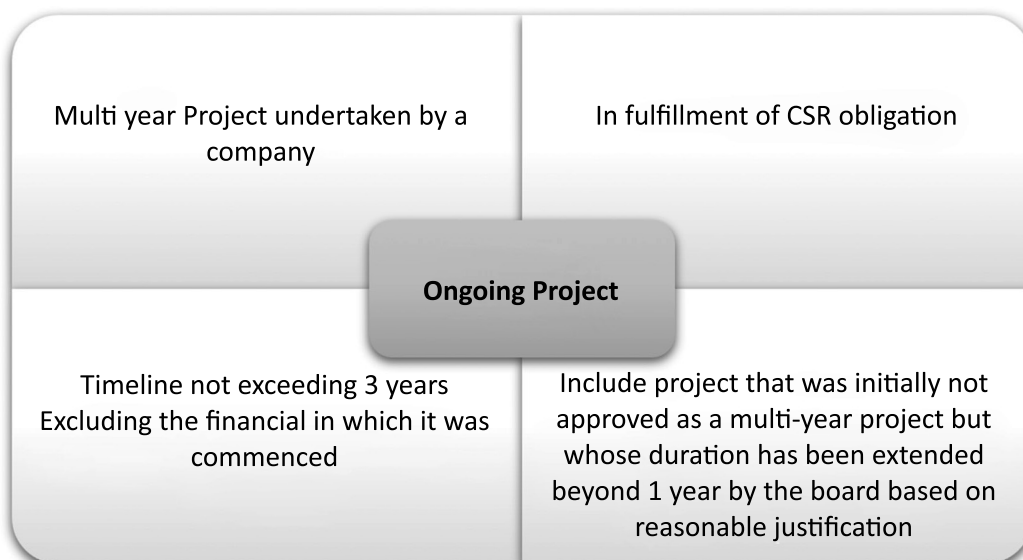 Multi year Project undertaken by a
company
In fulfillment of CSR obligation
Ongoing Project
Timeline not exceeding 3 years
Excluding the financial in which it was
commenced
Include project that was initially not
approved as a multi-year project but
whose duration has been extended
beyond 1 year by the board based on
reasonable justification